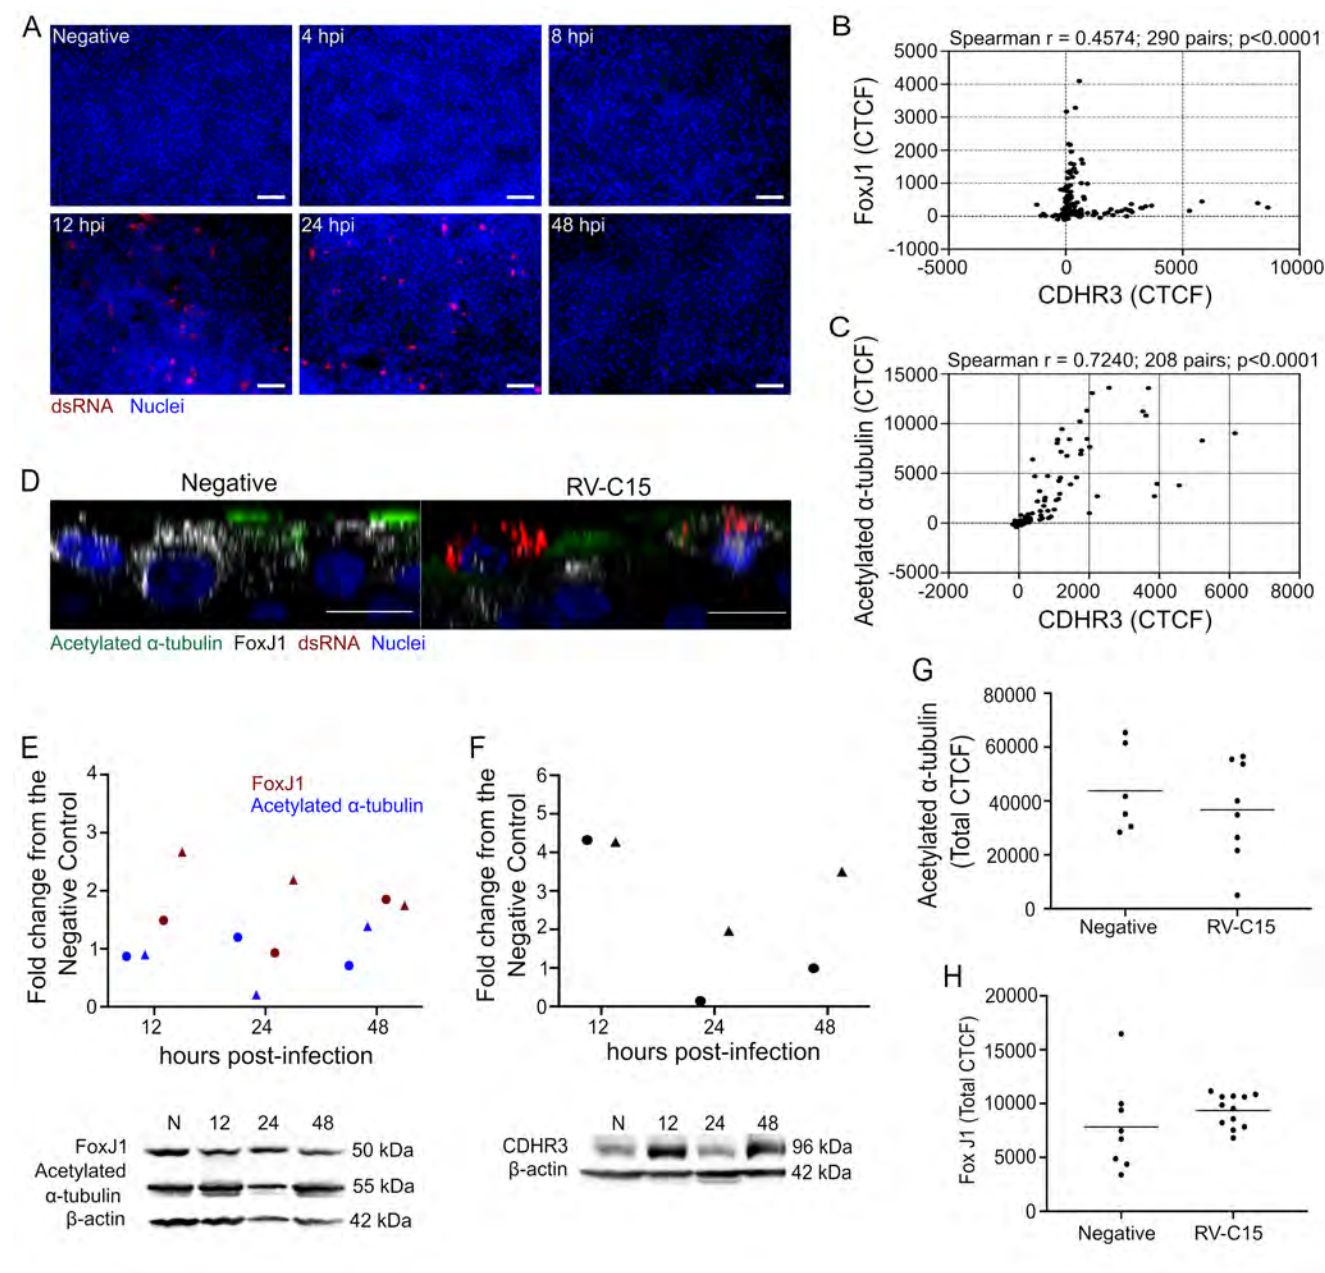 A
Negative
4 hpi
8 hpi
12 hpi
24 hpi
48 hpi
dsRNA Nuclei
B
Spearman r = 0.4574; 290 pairs; p<0.0001
FoxJ1 (CTCF)
5000
4000
3000
2000
1000
0
-1000
-5000 0 5000 10000
CDHR3 (CTCF)
C
Spearman r = 0.7240; 208 pairs; p<0.0001
Acetylated α-tubulin (CTCF)
15000
10000
5000
0
-5000
-2000 0 2000 4000 6000 8000
CDHR3 (CTCF)
D
Negative
RV-C15
Acetylated α-tubulin FoxJ1 dsRNA Nuclei
E
Fold change from the
Negative Control
4
3
2
1
0
FoxJ1
Acetylated α-tubulin
12 24 48
hours post-infection
N 12 24 48
FoxJ1 50 kDa
Acetylated
α-tubulin 55 kDa
β-actin 42 kDa
F
Fold change from the
Negative Control
6
5
4
3
2
1
0
12 24 48
hours post-infection
N 12 24 48
CDHR3 96 kDa
β-actin 42 kDa
G
Acetylated α-tubulin
(Total CTCF)
80000
60000
40000
20000
0
Negative RV-C15
H
Fox J1 (Total CTCF)
20000
15000
10000
5000
0
Negative RV-C15